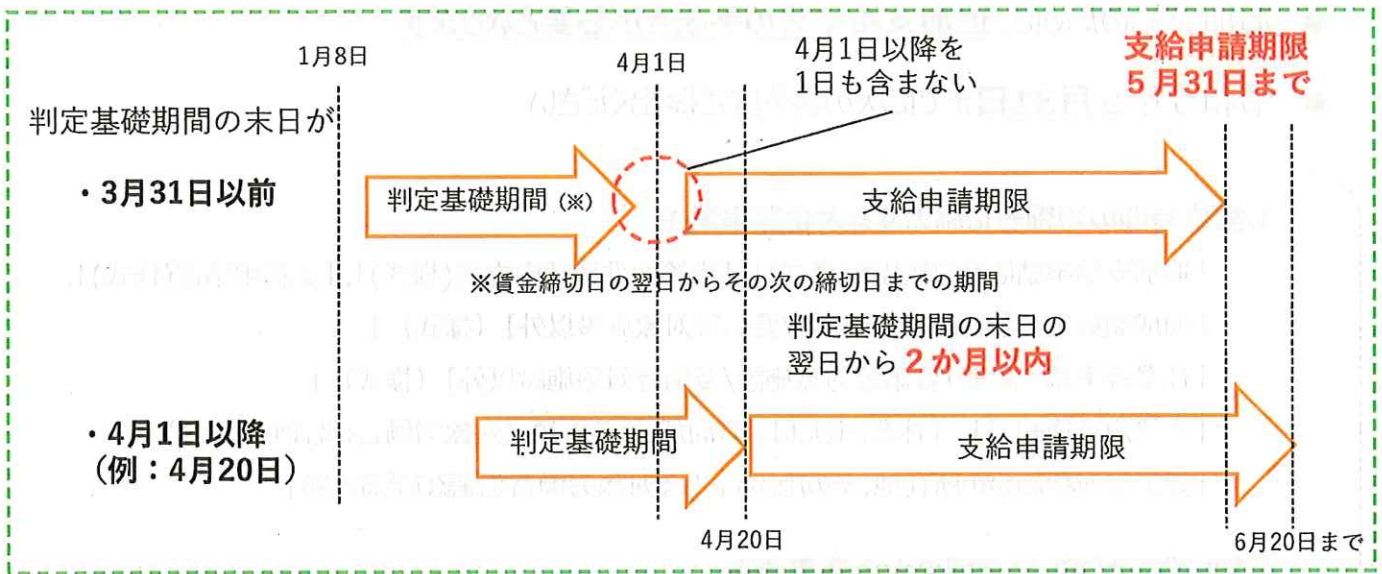 1月8日
4月1日
4月1日以降を
1日も含まない
支給申請期限
5月31日まで
判定基礎期間の末日が
・3月31日以前
判定基礎期間（※）
支給申請期限
※賃金締切日の翌日からその次の締切日までの期間
判定基礎期間の末日の
翌日から２か月以内
・4月1日以降
（例：4月20日）
判定基礎期間
支給申請期限
4月20日
6月20日まで